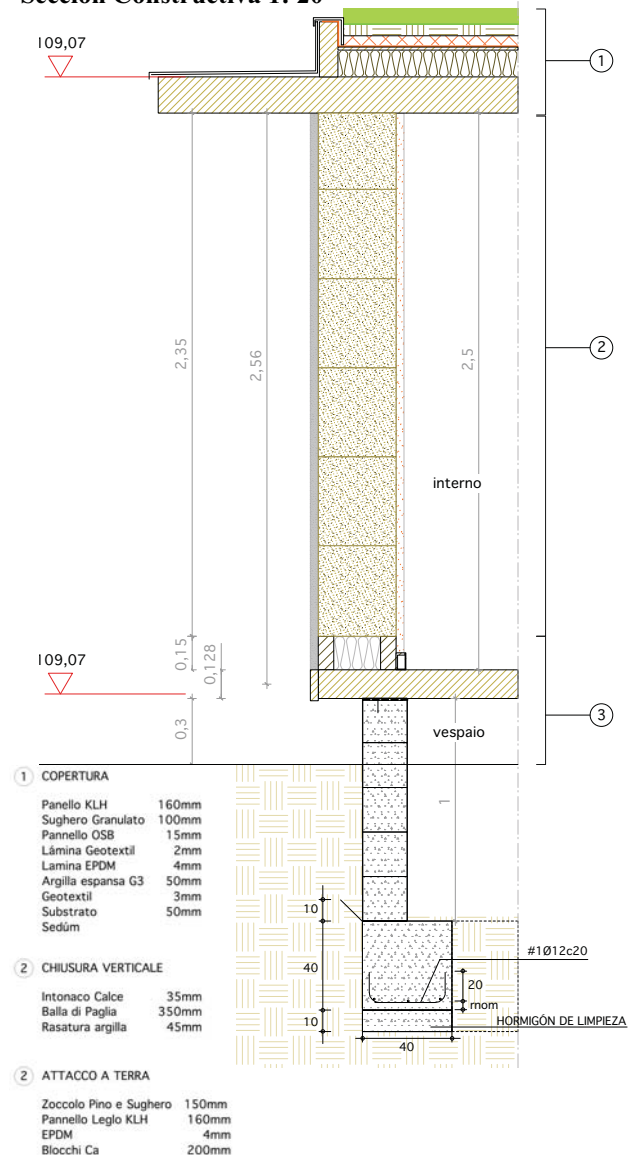 Sección Constructiva 1: 20
109,07
1
2,35
2,56
2,5
2
interno
0,15
0,128
109,07
0,3
vespaio
3
1
1 COPERTURA
Panello KLH 160mm
Sughero Granulato 100mm
Pannello OSB 15mm
Lámina Geotextil 2mm
Lamina EPDM 4mm
Argilla espansa G3 50mm
Geotextil 3mm
Substrato 50mm
Sedúm
10
40
10
#1Ø12c20
20
mom
HORMIGÓN DE LIMPIEZA
40
2 CHIUSURA VERTICALE
Intonaco Calce 35mm
Balla di Paglia 350mm
Rasatura argilla 45mm
2 ATTACCO A TERRA
Zoccolo Pino e Sughero 150mm
Pannello Leglo KLH 160mm
EPDM 4mm
Blocchi Ca 200mm